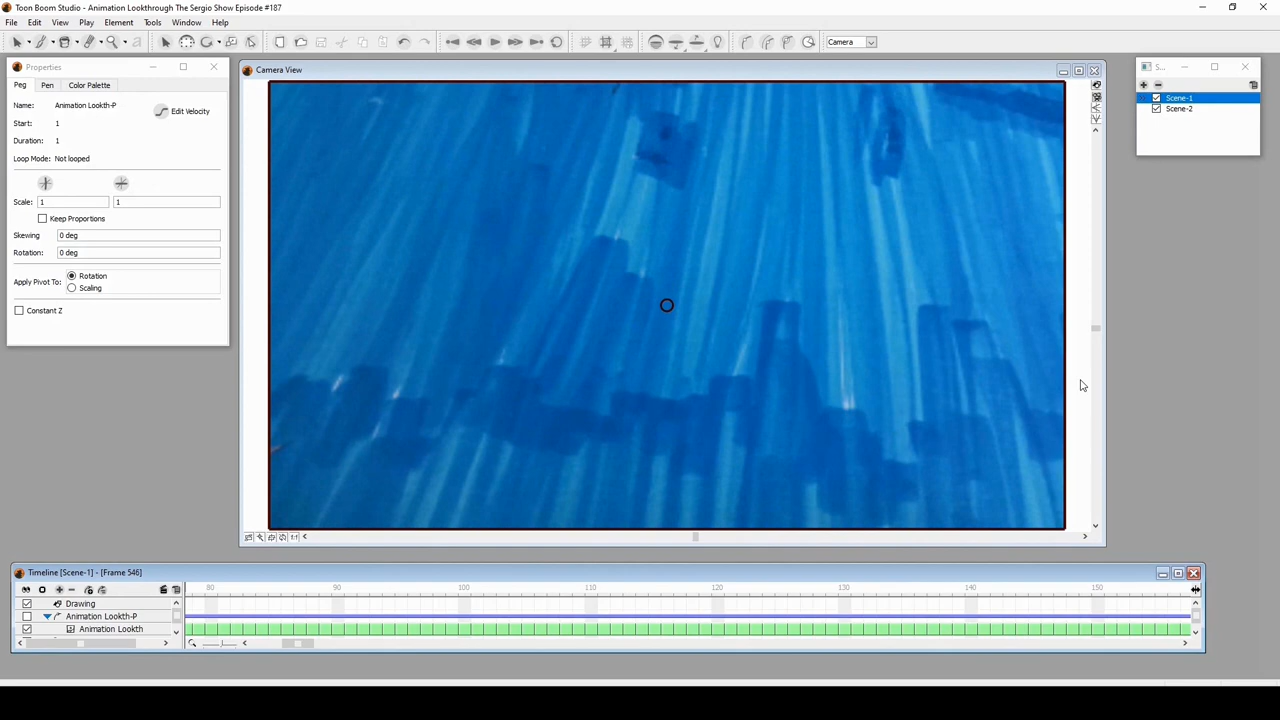 Toon Boom Studio - Animation Lookthrough The Sergio Show Episode #187
File Edit View Play Element Tools Window Help
Camera
Properties
Peg Pen Color Palette
Name: Animation Lookth-P
Edit Velocity
Start: 1
Duration: 1
Loop Mode: Not looped
Scale: 1 1
Keep Proportions
Skewing 0 deg
Rotation: 0 deg
Apply Pivot To: Rotation
Scaling
Constant Z
Camera View
S...
Scene-1
Scene-2
Timeline [Scene-1] - [Frame 546]
80 90 100 110 120 130 140 150
Drawing
Animation Lookth-P
Animation Lookth